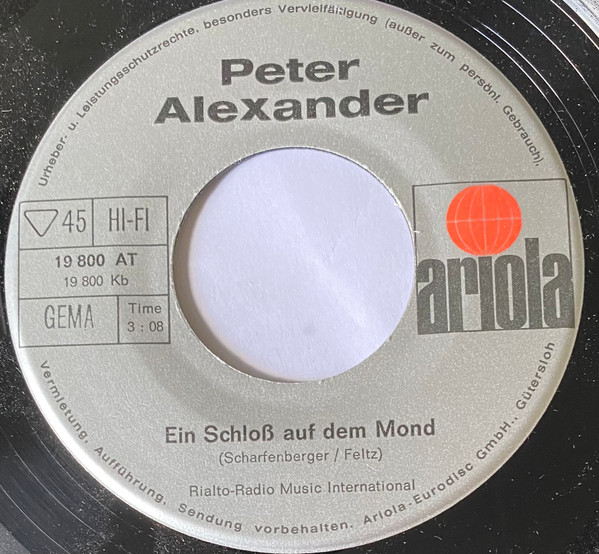 Urheber- u. Leistungsschutzrechte, besonders Vervielfältigung (außer zum persönl. Gebrauch),
Peter
Alexander
45 HI-FI
19 800 AT
19 800 Kb
GEMA
Time
3 : 08
ariola
Ein Schloß auf dem Mond
(Scharfenberger / Feltz)
Rialto-Radio Music International
Vermietung, Aufführung, Sendung vorbehalten. Ariola-Eurodisc GmbH., Gütersloh